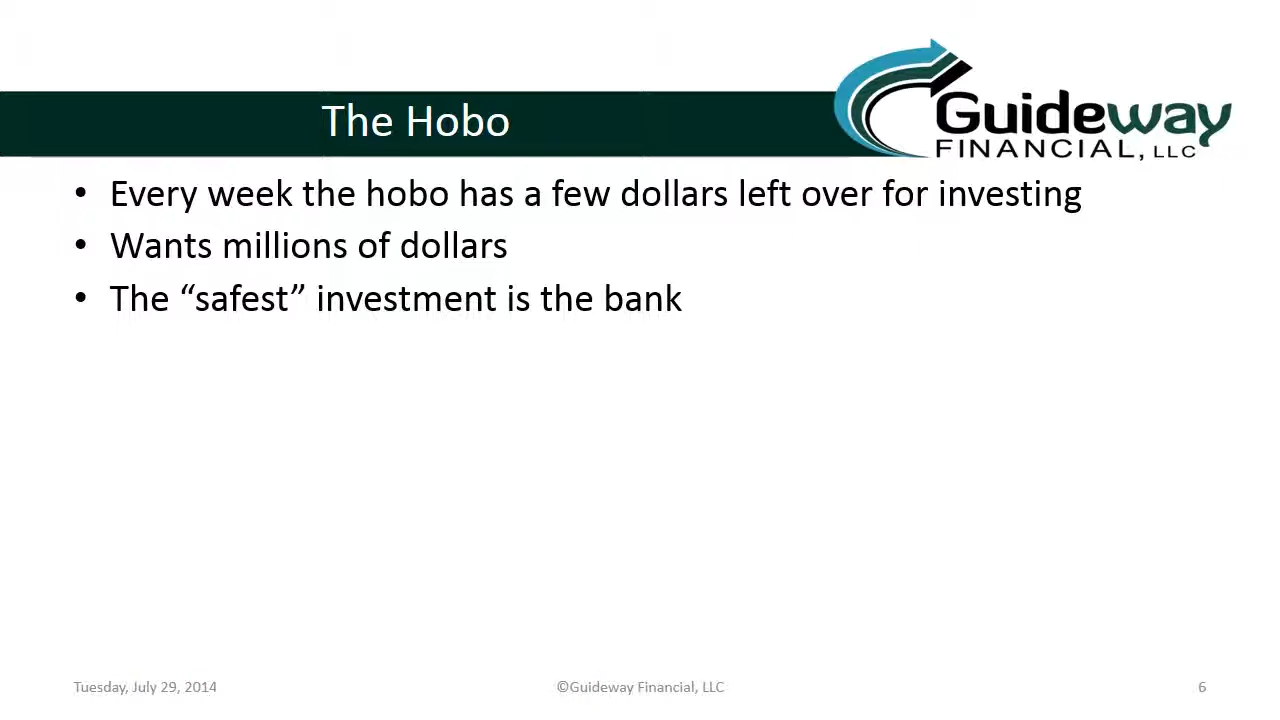 The Hobo
Guideway
FINANCIAL, LLC
• Every week the hobo has a few dollars left over for investing
• Wants millions of dollars
• The “safest” investment is the bank
Tuesday, July 29, 2014
©Guideway Financial, LLC
6